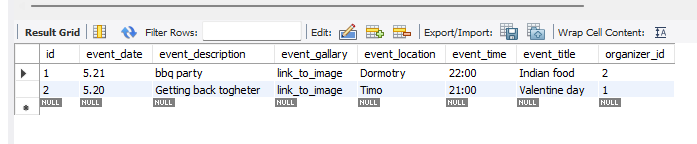 Result Grid Filter Rows: Edit: Export/Import: Wrap Cell Content: IA
id event_date event_description event_gallary event_location event_time event_title organizer_id
1 5.21 bbq party link_to_image Dormotry 22:00 Indian food 2
2 5.20 Getting back togheter link_to_image Timo 21:00 Valentine day 1
NULL NULL NULL NULL NULL NULL NULL NULL